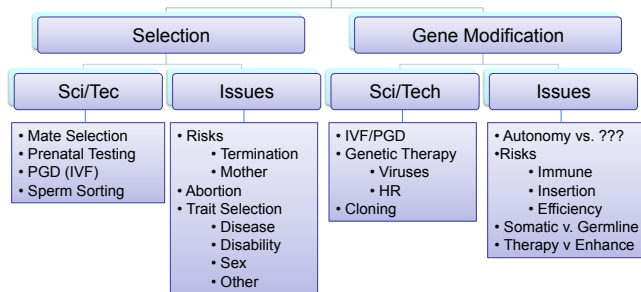 Selection
Gene Modification
Sci/Tec
Issues
Sci/Tech
Issues
• Mate Selection
• Prenatal Testing
• PGD (IVF)
• Sperm Sorting
• Risks
• Termination
• Mother
• Abortion
• Trait Selection
• Disease
• Disability
• Sex
• Other
• IVF/PGD
• Genetic Therapy
• Viruses
• HR
• Cloning
• Autonomy vs. ???
•Risks
• Immune
• Insertion
• Efficiency
• Somatic v. Germline
• Therapy v Enhance